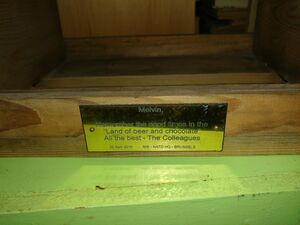 Melvin,
Remember the good times in the
"Land of beer and chocolate"
All the best - The Colleagues
NATO HQ - BRUSSELS